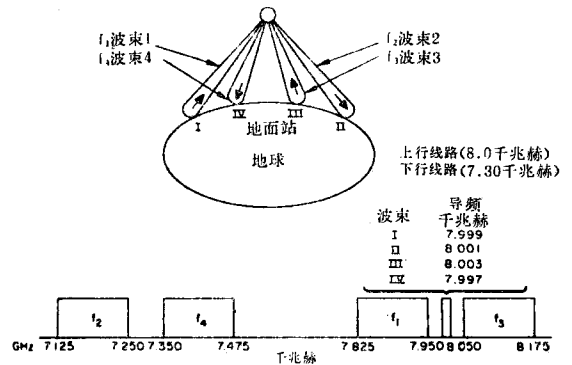 f₁波束1
f₄波束4
f₂波束2
f₃波束3
I
IV
III
II
地面站
地球
上行线路(8.0千兆赫)
下行线路(7.30千兆赫)
波束
导频
千兆赫
I 7.999
II 8.001
III 8.003
IV 7.997
f₂
f₄
f₁
f₃
GHz 7.125 7.250 7.350 7.475 7.825 7.950 8.050 8.175
千兆赫